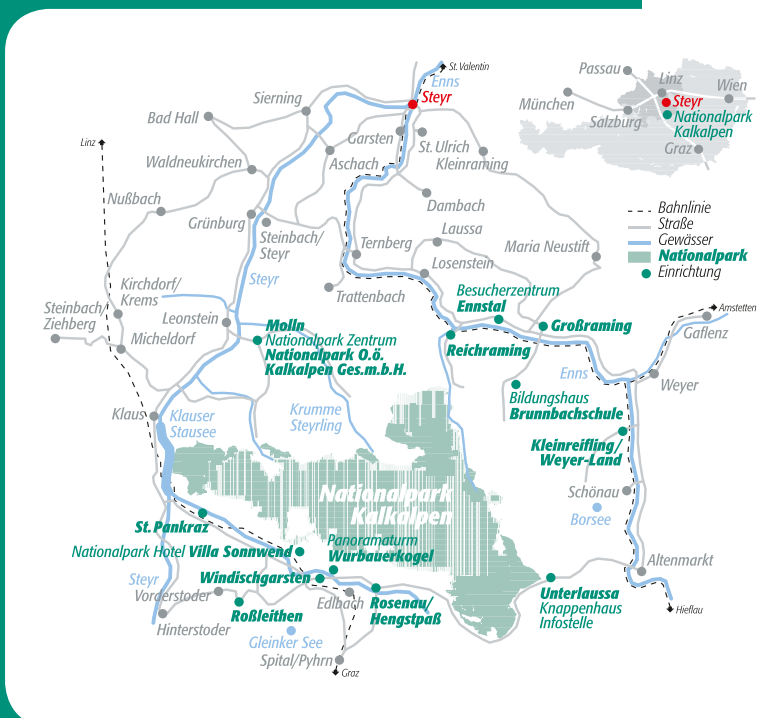 St. Valentin
Enns
Steyr
Sierning
Bad Hall
Garsten
St. Ulrich
Kleinraming
Linz
Aschach
Waldneukirchen
Dambach
Nußbach
Grünburg
Steinbach/
Steyr
Laussa
Ternberg
Maria Neustift
Losenstein
Steyr
Trattenbach
Kirchdorf/
Krems
Steinbach/
Ziehberg
Leonstein
Micheldorf
Besucherzentrum
Ennstal
Großraming
Reichraming
Molln
Nationalpark Zentrum
Nationalpark O.ö.
Kalkalpen Ges.m.b.H.
Amstetten
Gaflenz
Enns
Weyer
Bildungshaus
Brunnbachschule
Klaus
Klauser
Stausee
Krumme
Steyrling
Kleinreifling/
Weyer-Land
Nationalpark
Kalkalpen
Schönau
Borsee
St. Pankraz
Nationalpark Hotel Villa Sonnwend
Panoramaturm
Wurbauerkogel
Windischgarsten
Steyr
Vorderstoder
Roßleithen
Edlbach
Rosenau/
Hengstpaß
Altenmarkt
Unterlaussa
Knappenhaus
Infostelle
Hieflau
Hinterstoder
Gleinker See
Spital/Pyhrn
Graz
Passau
Linz
Wien
München
Steyr
Salzburg
Nationalpark
Kalkalpen
Graz
Bahnlinie
Straße
Gewässer
Nationalpark
Einrichtung